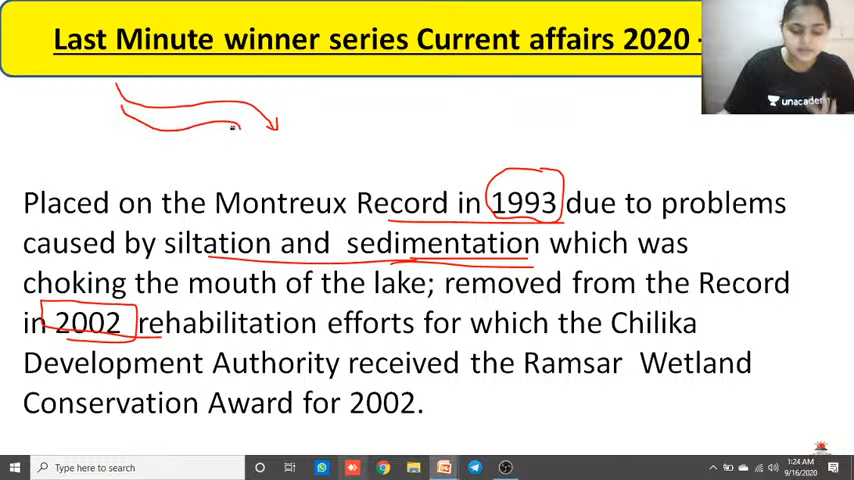 Last Minute winner series Current affairs 2020 -
unacademy
Placed on the Montreux Record in 1993 due to problems
caused by siltation and sedimentation which was
choking the mouth of the lake; removed from the Record
in 2002 rehabilitation efforts for which the Chilika
Development Authority received the Ramsar Wetland
Conservation Award for 2002.
Type here to search
1:24 AM
9/16/2020